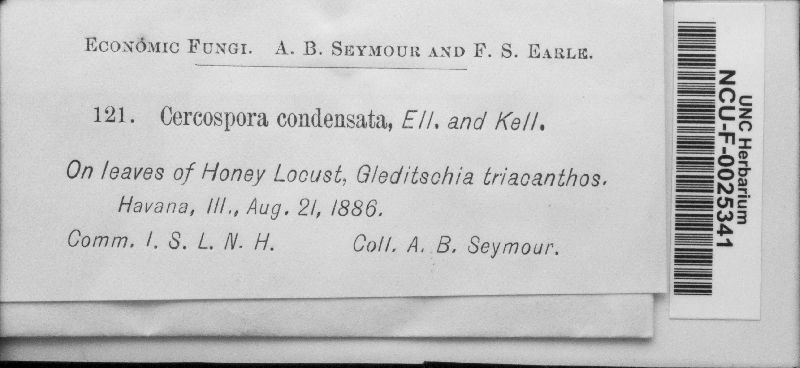 Economic Fungi. A. B. Seymour and F. S. Earle.
121. Cercospora condensata, Ell. and Kell.
On leaves of Honey Locust, Gleditschia triacanthos.
Havana, Ill., Aug. 21, 1886.
Comm. I. S. L. N. H. Coll. A. B. Seymour.
UNC Herbarium
NCU-F-0025341